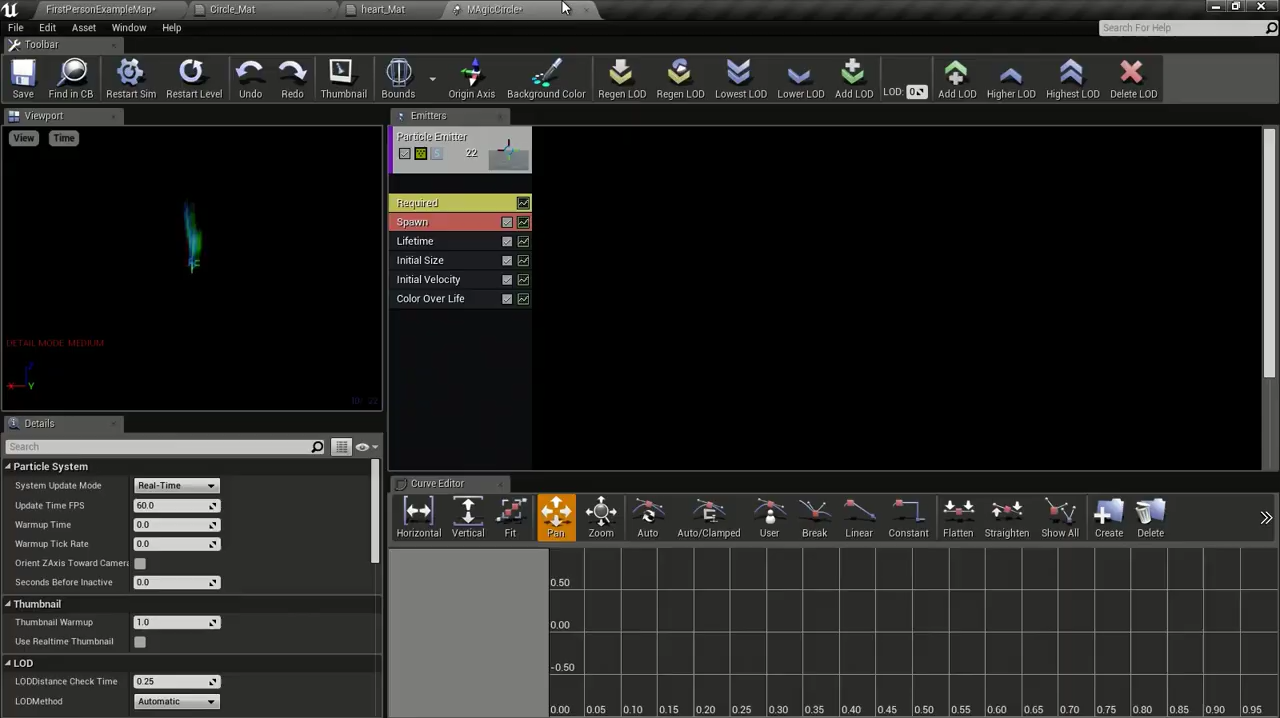 FirstPersonExampleMap*
Circle_Mat
heart_Mat
MAgicCircle*
File Edit Asset Window Help
Search For Help
Toolbar
Save
Find in CB
Restart Sim
Restart Level
Undo
Redo
Thumbnail
Bounds
Origin Axis
Background Color
Regen LOD
Regen LOD
Lowest LOD
Lower LOD
Add LOD
LOD: 0
Add LOD
Higher LOD
Highest LOD
Delete LOD
Viewport
View Time
DETAIL MODE: MEDIUM
Z
X
Y
22
Emitters
Particle Emitter
22
Required
Spawn
Lifetime
Initial Size
Initial Velocity
Color Over Life
Details
Search
Particle System
System Update Mode Real-Time
Update Time FPS 60.0
Warmup Time 0.0
Warmup Tick Rate 0.0
Orient ZAxis Toward Camera
Seconds Before Inactive 0.0
Thumbnail
Thumbnail Warmup 1.0
Use Realtime Thumbnail
LOD
LODDistance Check Time 0.25
LODMethod Automatic
Curve Editor
Horizontal
Vertical
Fit
Pan
Zoom
Auto
Auto/Clamped
User
Break
Linear
Constant
Flatten
Straighten
Show All
Create
Delete
0.50
0.00
-0.50
0.00 0.05 0.10 0.15 0.20 0.25 0.30 0.35 0.40 0.45 0.50 0.55 0.60 0.65 0.70 0.75 0.80 0.85 0.90 0.95